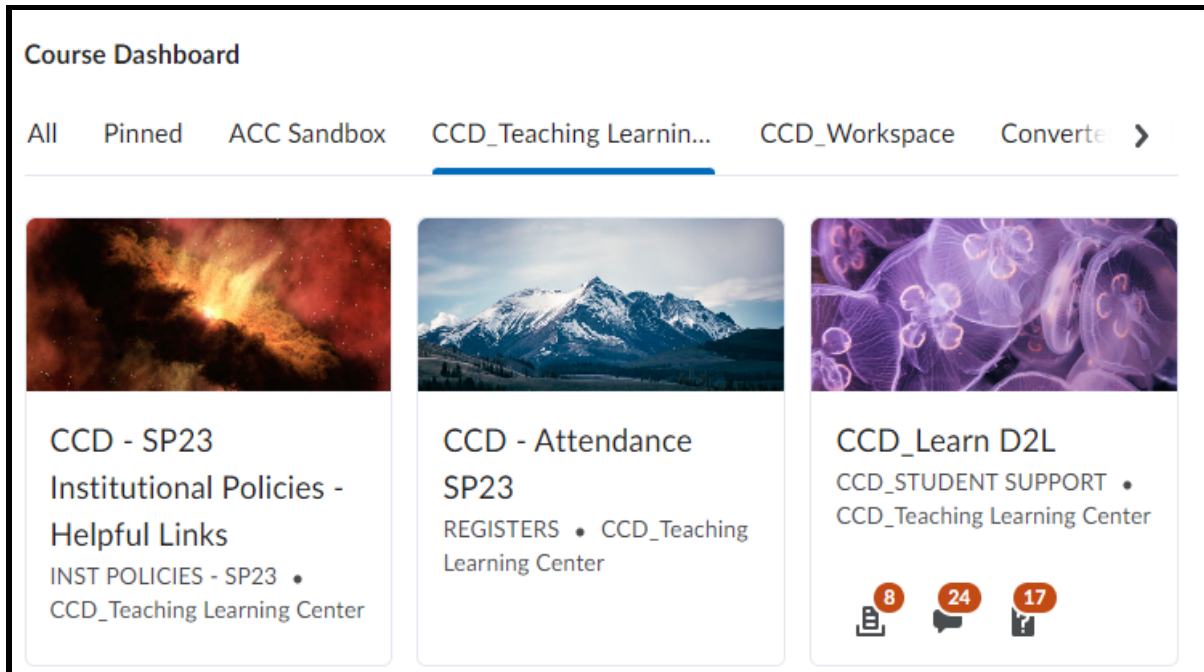 Course Dashboard
All Pinned ACC Sandbox CCD_Teaching Learnin... CCD_Workspace Converte
CCD - SP23
Institutional Policies -
Helpful Links
INST POLICIES - SP23 •
CCD_Teaching Learning Center
CCD - Attendance
SP23
REGISTERS • CCD_Teaching
Learning Center
CCD_Learn D2L
CCD_STUDENT SUPPORT •
CCD_Teaching Learning Center
8 24 17